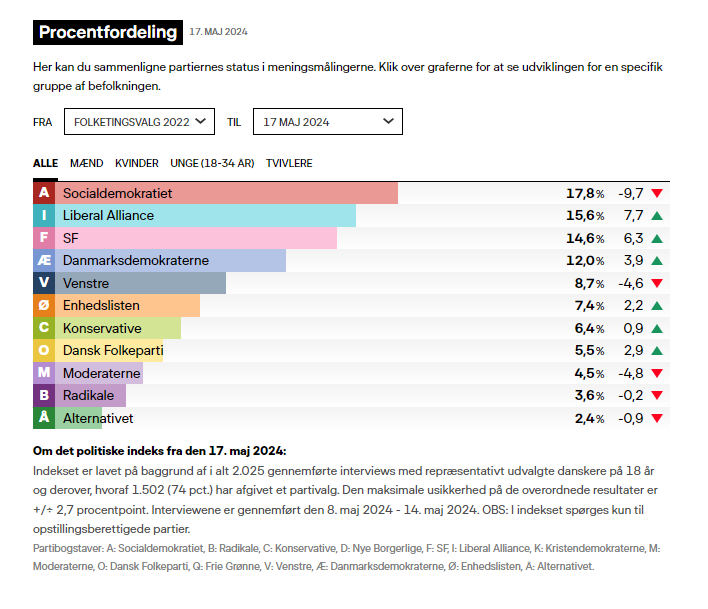 Procentfordeling 17. MAJ 2024
Her kan du sammenligne partiernes status i meningsmålingerne. Klik over graferne for at se udviklingen for en specifik
gruppe af befolkningen.
FRA FOLKETINGSVALG 2022 TIL 17 MAJ 2024
ALLE MÆND KVINDER UNGE (18-34 ÅR) TVIVLERE
A Socialdemokratiet 17,8% -9,7
I Liberal Alliance 15,6% 7,7
F SF 14,6% 6,3
Æ Danmarksdemokraterne 12,0% 3,9
V Venstre 8,7% -4,6
Ø Enhedslisten 7,4% 2,2
C Konservative 6,4% 0,9
O Dansk Folkeparti 5,5% 2,9
M Moderaterne 4,5% -4,8
B Radikale 3,6% -0,2
Å Alternativet 2,4% -0,9
Om det politiske indeks fra den 17. maj 2024:
Indekset er lavet på baggrund af i alt 2.025 gennemførte interviews med repræsentativt udvalgte danskere på 18 år
og derover, hvoraf 1.502 (74 pct.) har afgivet et partivalg. Den maksimale usikkerhed på de overordnede resultater er
+/÷ 2,7 procentpoint. Interviewene er gennemført den 8. maj 2024 - 14. maj 2024. OBS: I indekset spørges kun til
opstillingsberettigede partier.
Partibogstaver: A: Socialdemokratiet, B: Radikale, C: Konservative, D: Nye Borgerlige, F: SF, I: Liberal Alliance, K: Kristendemokraterne, M:
Moderaterne, O: Dansk Folkeparti, Q: Frie Grønne, V: Venstre, Æ: Danmarksdemokraterne, Ø: Enhedslisten, Å: Alternativet.